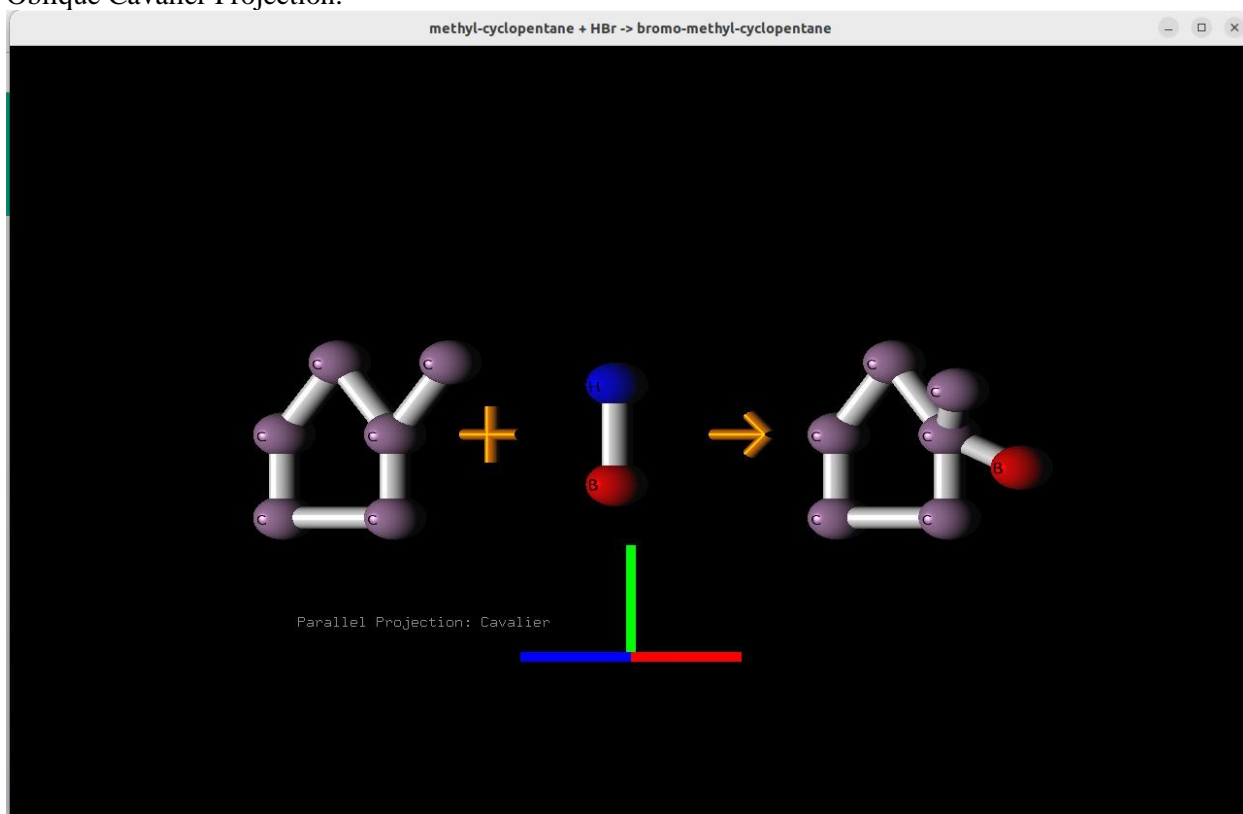 Oblique Cavalier Projection:
methyl-cyclopentane + HBr -> bromo-methyl-cyclopentane
C
C
C
H
C
C
C
C
C
C
B
B
C
C
C
C
Parallel Projection: Cavalier